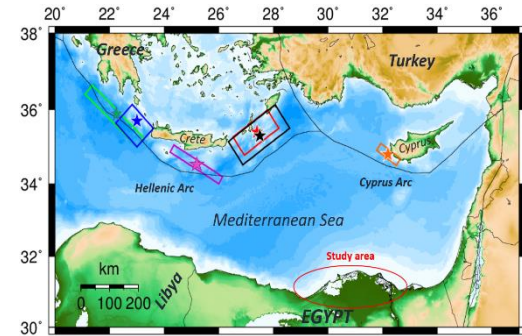 20° 22° 24° 26° 28° 30° 32° 34° 36°
38°
Greece
Turkey
36°
Crete
Cyprus
34°
Hellenic Arc
Cyprus Arc
Mediterranean Sea
32°
Study area
km
Libya
0 100 200
EGYPT
30°